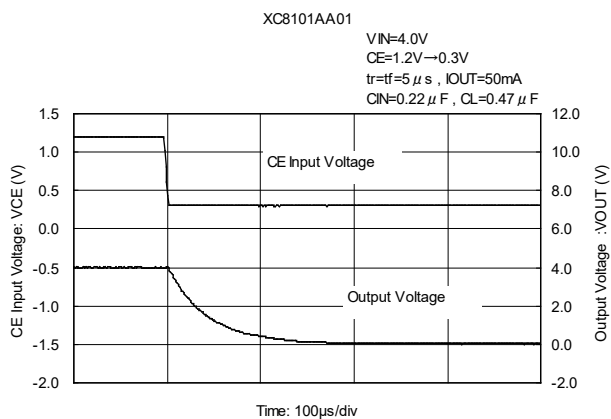 XC8101AA01
VIN=4.0V
CE=1.2V→0.3V
tr=tf=5μs , IOUT=50mA
CIN=0.22μF , CL=0.47μF
CE Input Voltage: VCE (V)
1.5
1.0
0.5
0.0
-0.5
-1.0
-1.5
-2.0
CE Input Voltage
Output Voltage
12.0
10.0
8.0
6.0
4.0
2.0
0.0
-2.0
Output Voltage :VOUT (V)
Time: 100μs/div